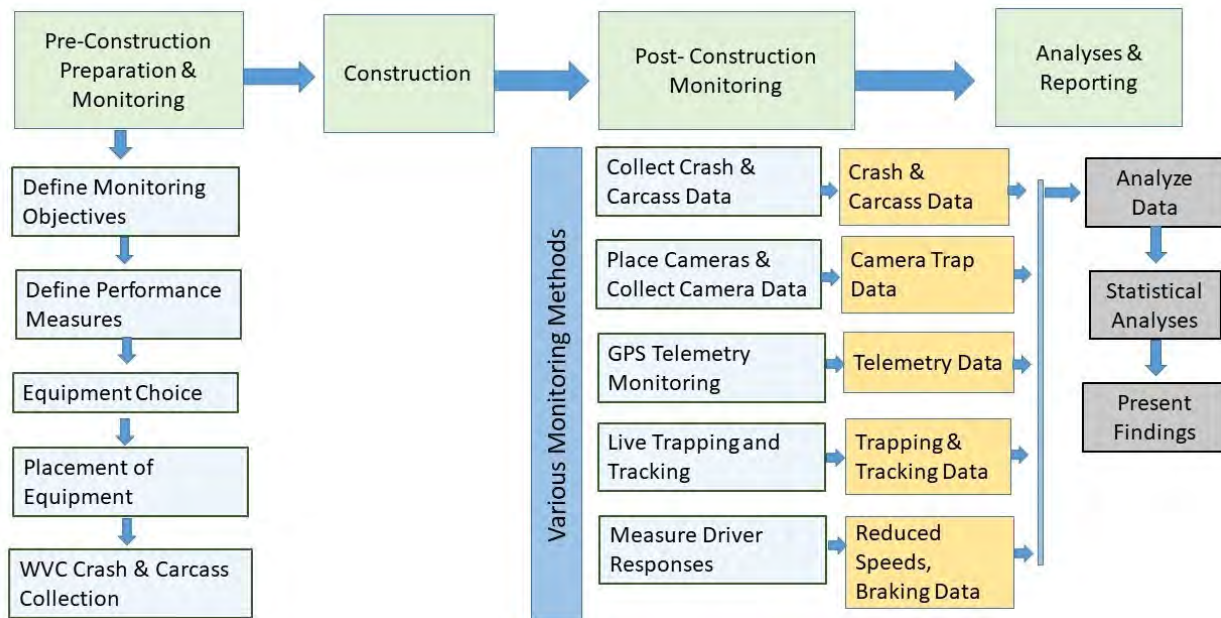 Pre-Construction
Preparation &
Monitoring
Construction
Post- Construction
Monitoring
Analyses &
Reporting
Define Monitoring
Objectives
Define Performance
Measures
Equipment Choice
Placement of
Equipment
WVC Crash & Carcass
Collection
Various Monitoring Methods
Collect Crash &
Carcass Data
Crash &
Carcass Data
Place Cameras &
Collect Camera Data
Camera Trap
Data
GPS Telemetry
Monitoring
Telemetry Data
Live Trapping and
Tracking
Trapping &
Tracking Data
Measure Driver
Responses
Reduced
Speeds,
Braking Data
Analyze
Data
Statistical
Analyses
Present
Findings